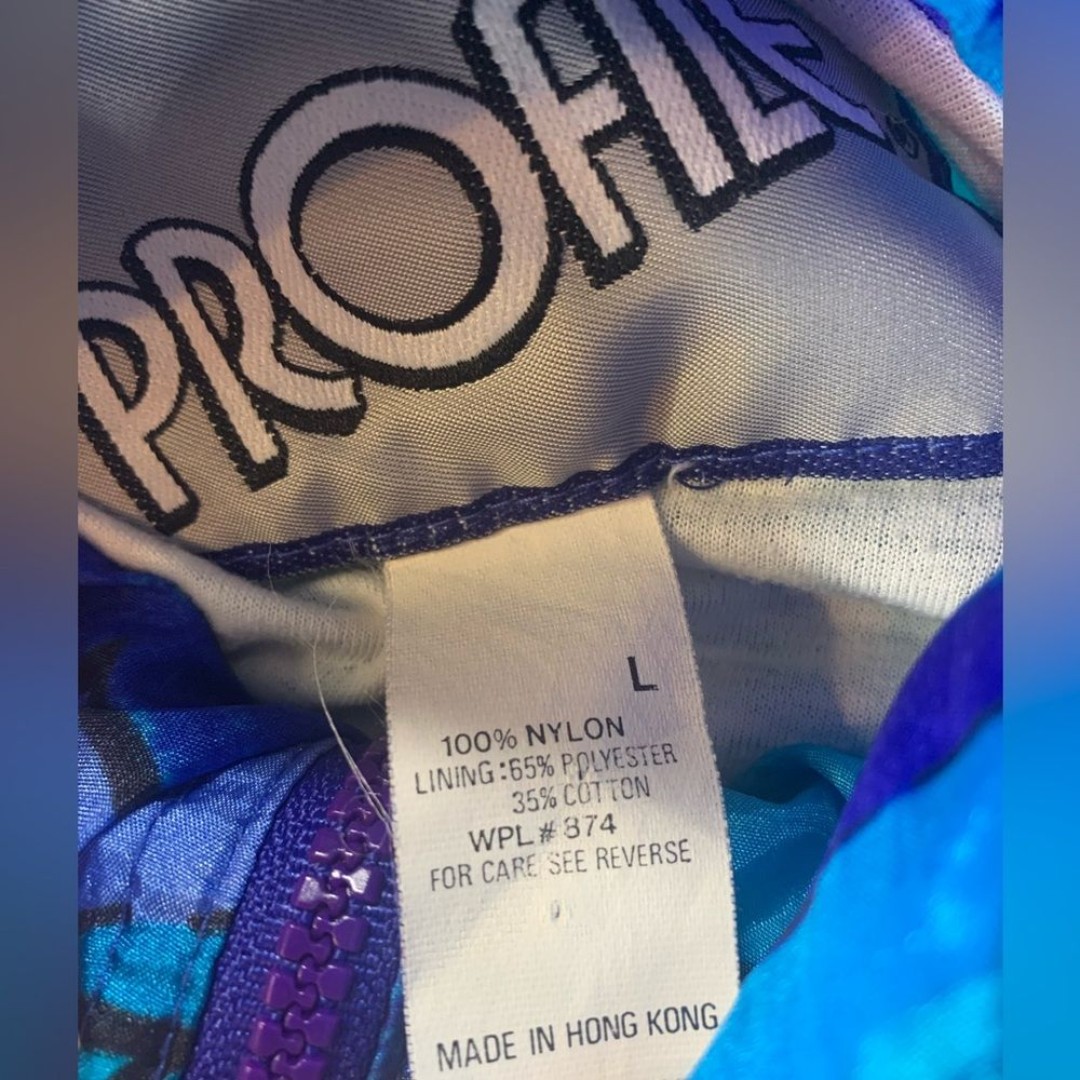 PROFILE
L
100% NYLON
LINING:65% POLYESTER
35% COTTON
WPL # 874
FOR CARE SEE REVERSE
MADE IN HONG KONG